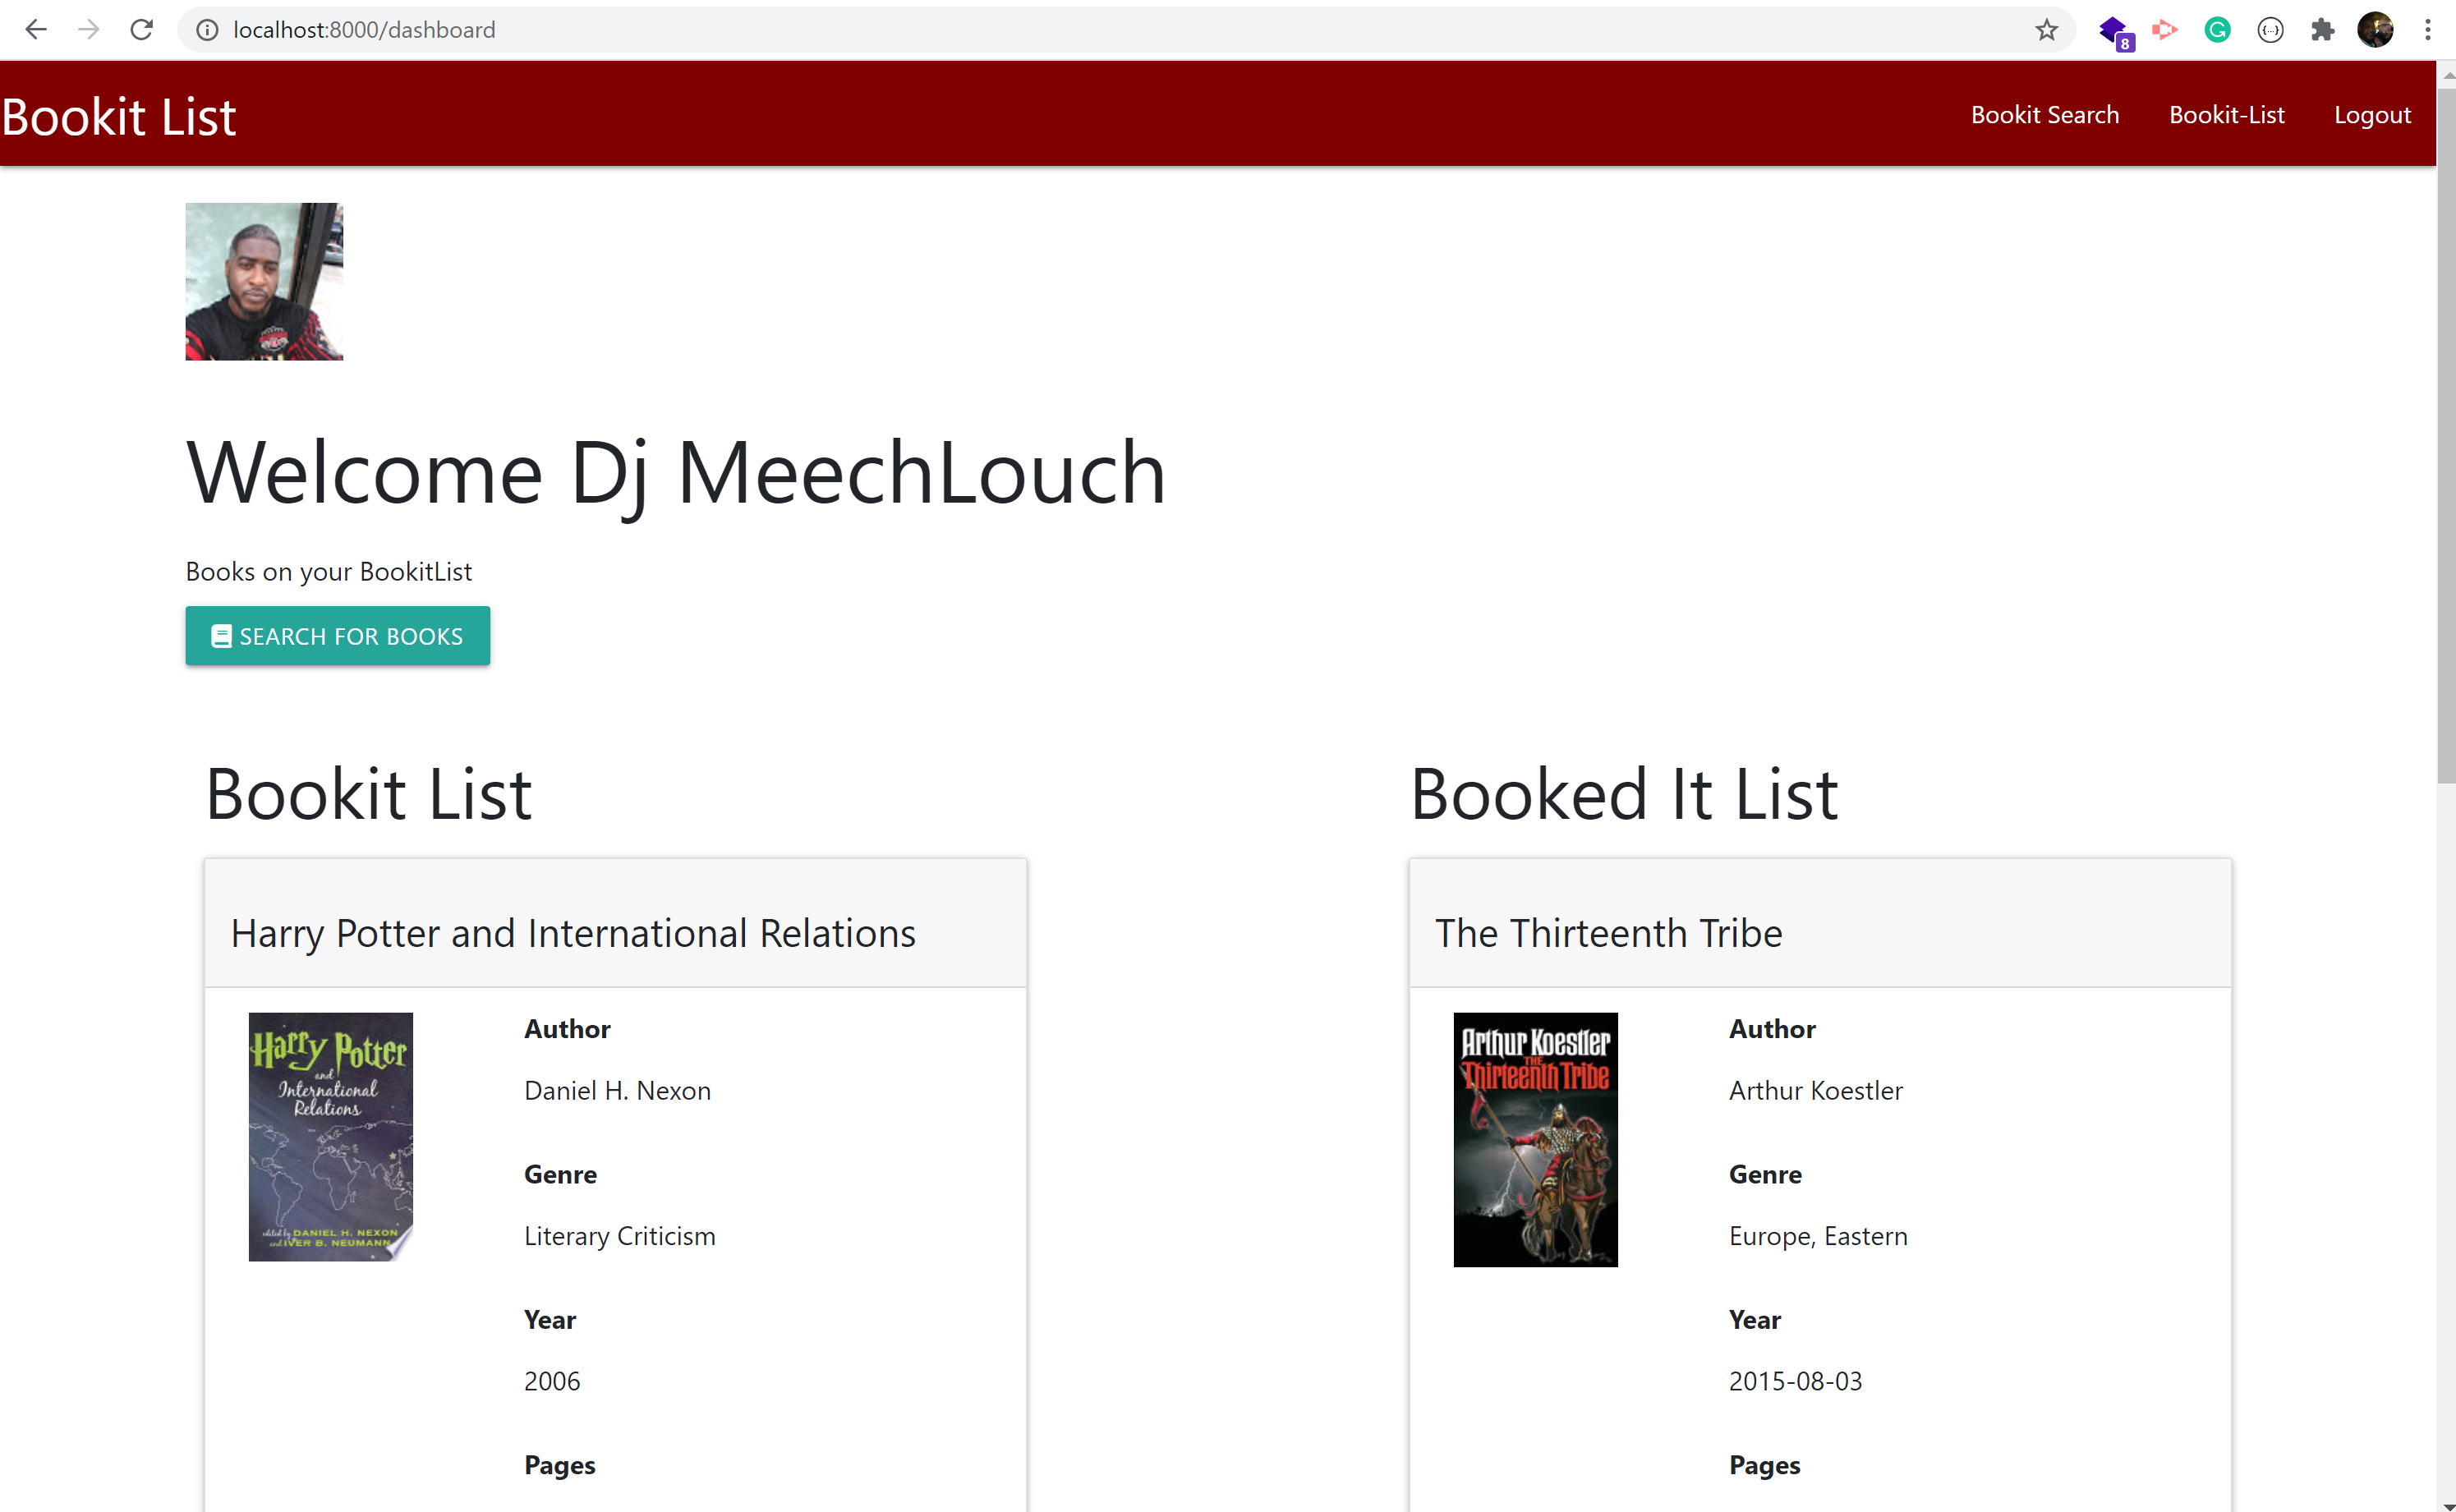 localhost:8000/dashboard
8
Bookit List
Bookit Search
Bookit-List
Logout
Welcome Dj MeechLouch
Books on your BookitList
SEARCH FOR BOOKS
Bookit List
Harry Potter and International Relations
Harry Potter
and
International
Relations
edited by DANIEL H. NEXON
and IVER B. NEUMANN
Author
Daniel H. Nexon
Genre
Literary Criticism
Year
2006
Pages
Booked It List
The Thirteenth Tribe
Arthur Koestler
THE
Thirteenth Tribe
Author
Arthur Koestler
Genre
Europe, Eastern
Year
2015-08-03
Pages